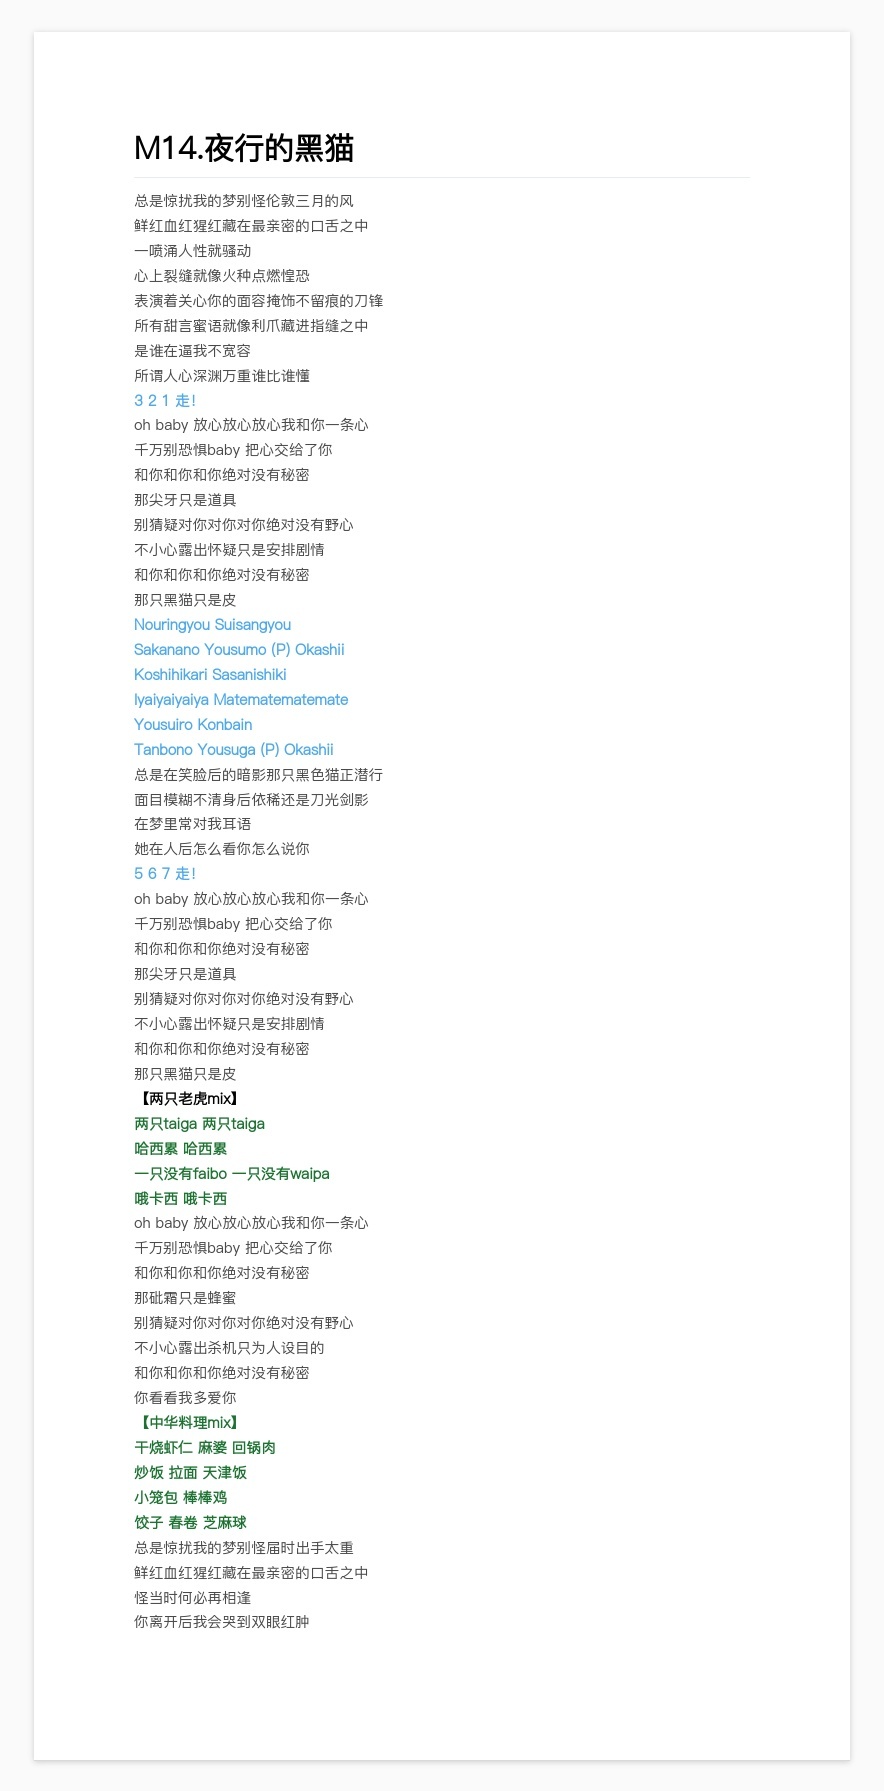 M14.夜行的黑猫
总是惊扰我的梦别怪伦敦三月的风
鲜红血红猩红藏在最亲密的口舌之中
一喷涌人性就骚动
心上裂缝就像火种点燃惶恐
表演着关心你的面容掩饰不留痕的刀锋
所有甜言蜜语就像利爪藏进指缝之中
是谁在逼我不宽容
所谓人心深渊万重谁比谁懂
3 2 1 走!
oh baby 放心放心放心我和你一条心
千万别恐惧baby 把心交给了你
和你和你和你绝对没有秘密
那尖牙只是道具
别猜疑对你对你对你绝对没有野心
不小心露出怀疑只是安排剧情
和你和你和你绝对没有秘密
那只黑猫只是皮
Nouringyou Suisangyou
Sakanano Yousumo (P) Okashii
Koshihikari Sasanishiki
Iyaiyaiyaiya Matematematemate
Yousuiro Konbain
Tanbono Yousuga (P) Okashii
总是在笑脸后的暗影那只黑色猫正潜行
面目模糊不清身后依稀还是刀光剑影
在梦里常对我耳语
她在人后怎么看你怎么说你
5 6 7 走!
oh baby 放心放心放心我和你一条心
千万别恐惧baby 把心交给了你
和你和你和你绝对没有秘密
那尖牙只是道具
别猜疑对你对你对你绝对没有野心
不小心露出怀疑只是安排剧情
和你和你和你绝对没有秘密
那只黑猫只是皮
【两只老虎mix】
两只taiga 两只taiga
哈西累 哈西累
一只没有faibo 一只没有waipa
哦卡西 哦卡西
oh baby 放心放心放心我和你一条心
千万别恐惧baby 把心交给了你
和你和你和你绝对没有秘密
那砒霜只是蜂蜜
别猜疑对你对你对你绝对没有野心
不小心露出杀机只为人设目的
和你和你和你绝对没有秘密
你看看我多爱你
【中华料理mix】
干烧虾仁 麻婆 回锅肉
炒饭 拉面 天津饭
小笼包 棒棒鸡
饺子 春卷 芝麻球
总是惊扰我的梦别怪届时出手太重
鲜红血红猩红藏在最亲密的口舌之中
怪当时何必再相逢
你离开后我会哭到双眼红肿